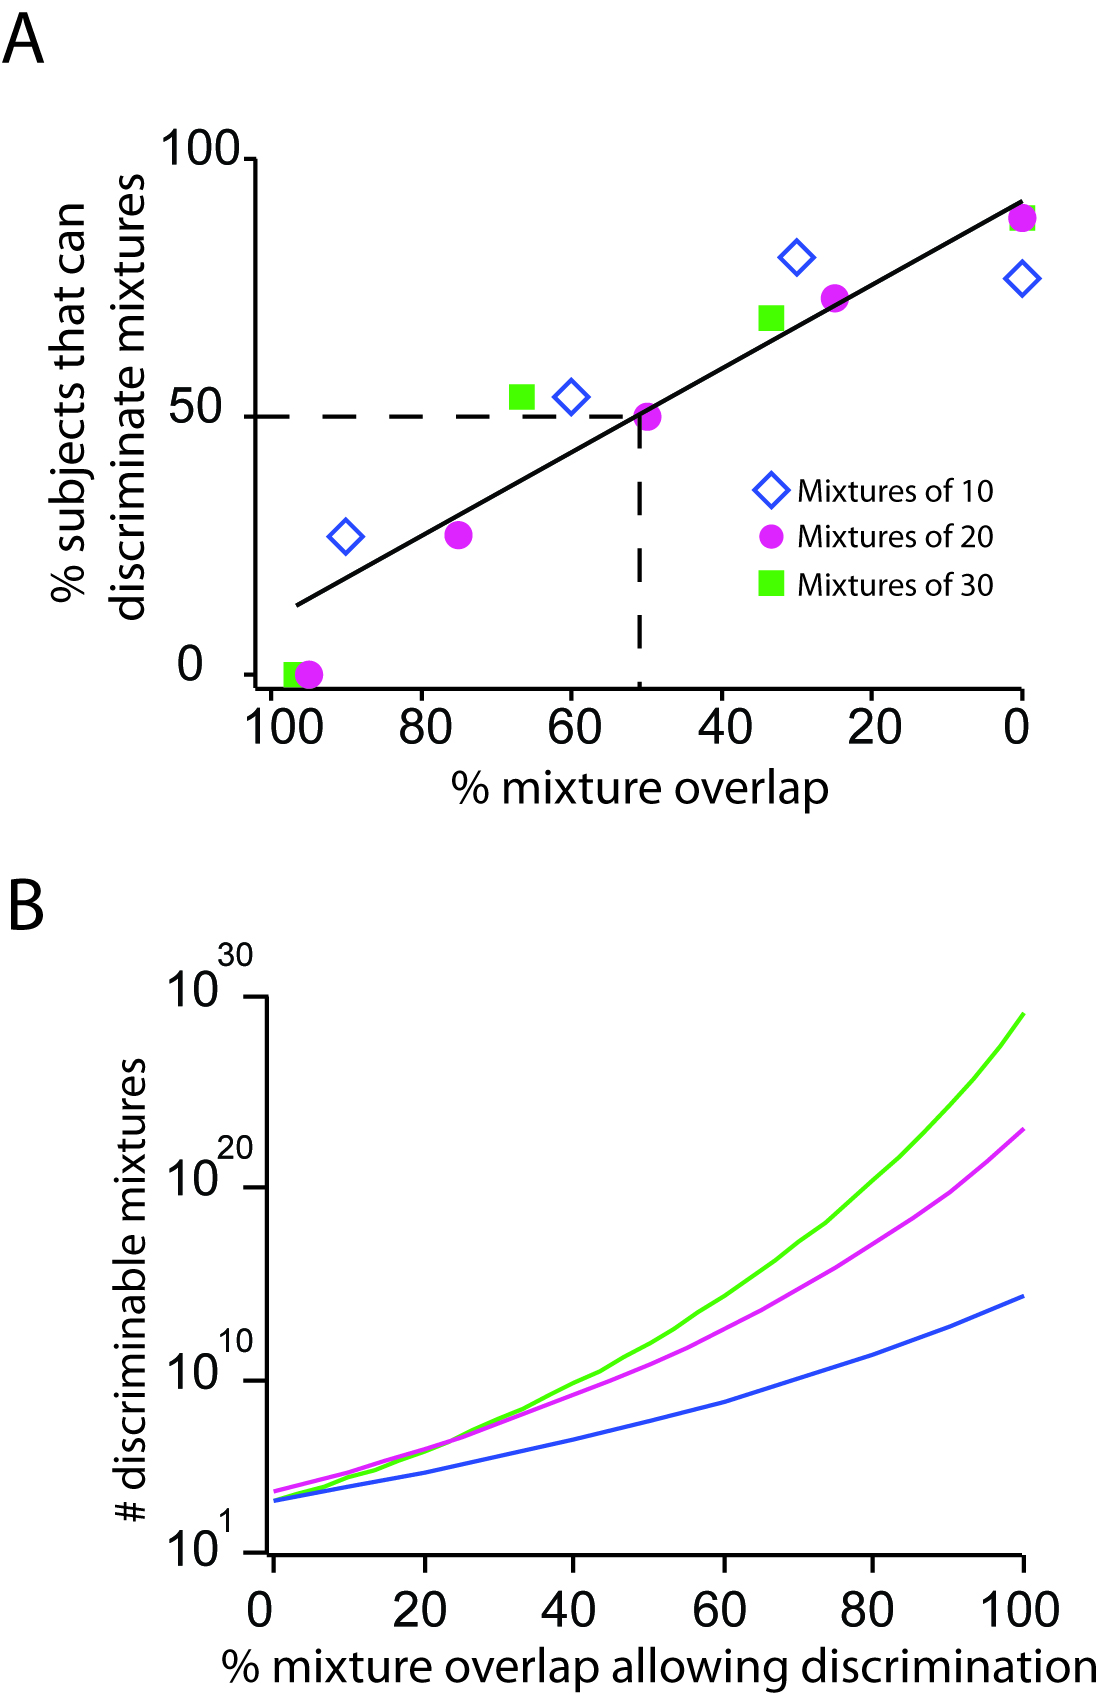 A
100
50
0
% subjects that can
discriminate mixtures
Mixtures of 10
Mixtures of 20
Mixtures of 30
100 80 60 40 20 0
% mixture overlap
B
10^30
10^20
10^10
10^1
# discriminable mixtures
0 20 40 60 80 100
% mixture overlap allowing discrimination